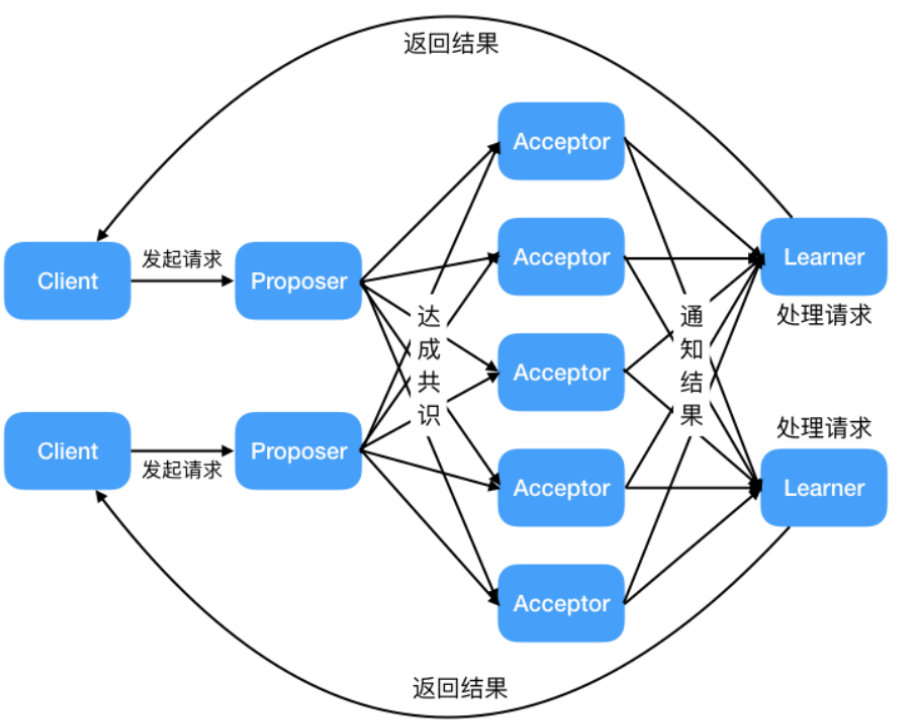 返回结果
Acceptor
Acceptor
Learner
处理请求
Client
发起请求
Proposer
达成共识
通知结果
Acceptor
Client
发起请求
Proposer
处理请求
Learner
Acceptor
Acceptor
返回结果